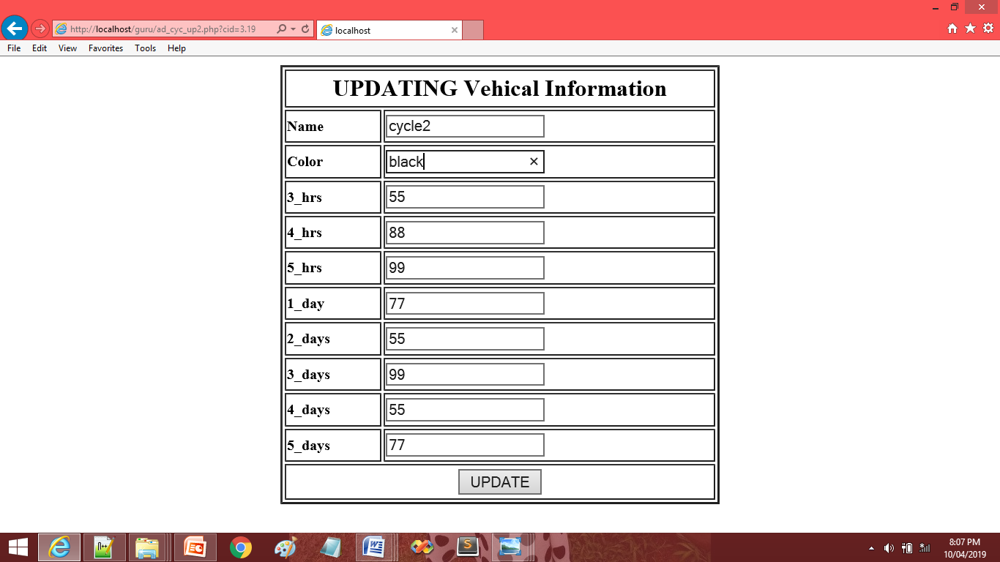 http://localhost/guru/ad_cyc_up2.php?cid=3.19
localhost
File Edit View Favorites Tools Help
UPDATING Vehical Information
Name cycle2
Color black
3_hrs 55
4_hrs 88
5_hrs 99
1_day 77
2_days 55
3_days 99
4_days 55
5_days 77
UPDATE
8:07 PM
10/04/2019